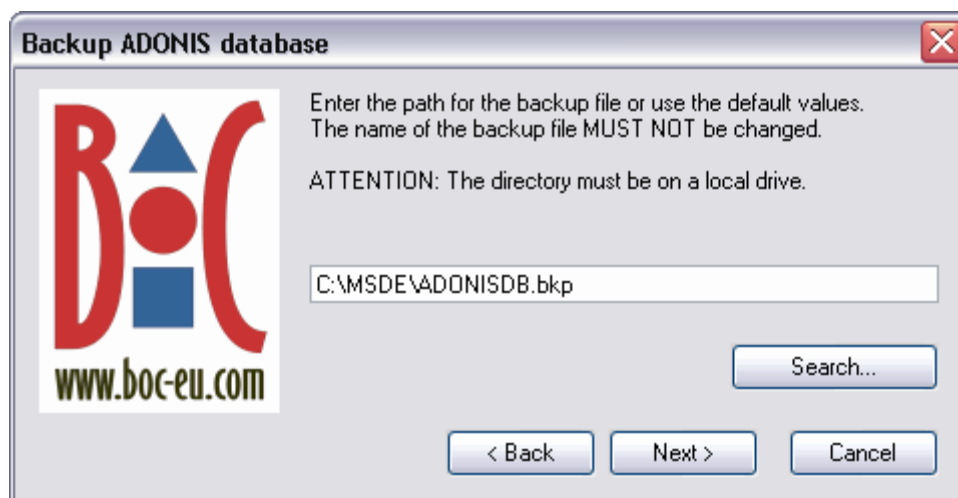 Backup ADONIS database
BOC
www.boc-eu.com
Enter the path for the backup file or use the default values.
The name of the backup file MUST NOT be changed.
ATTENTION: The directory must be on a local drive.
C:\MSDE\ADONISDB.bkp
Search...
< Back
Next >
Cancel